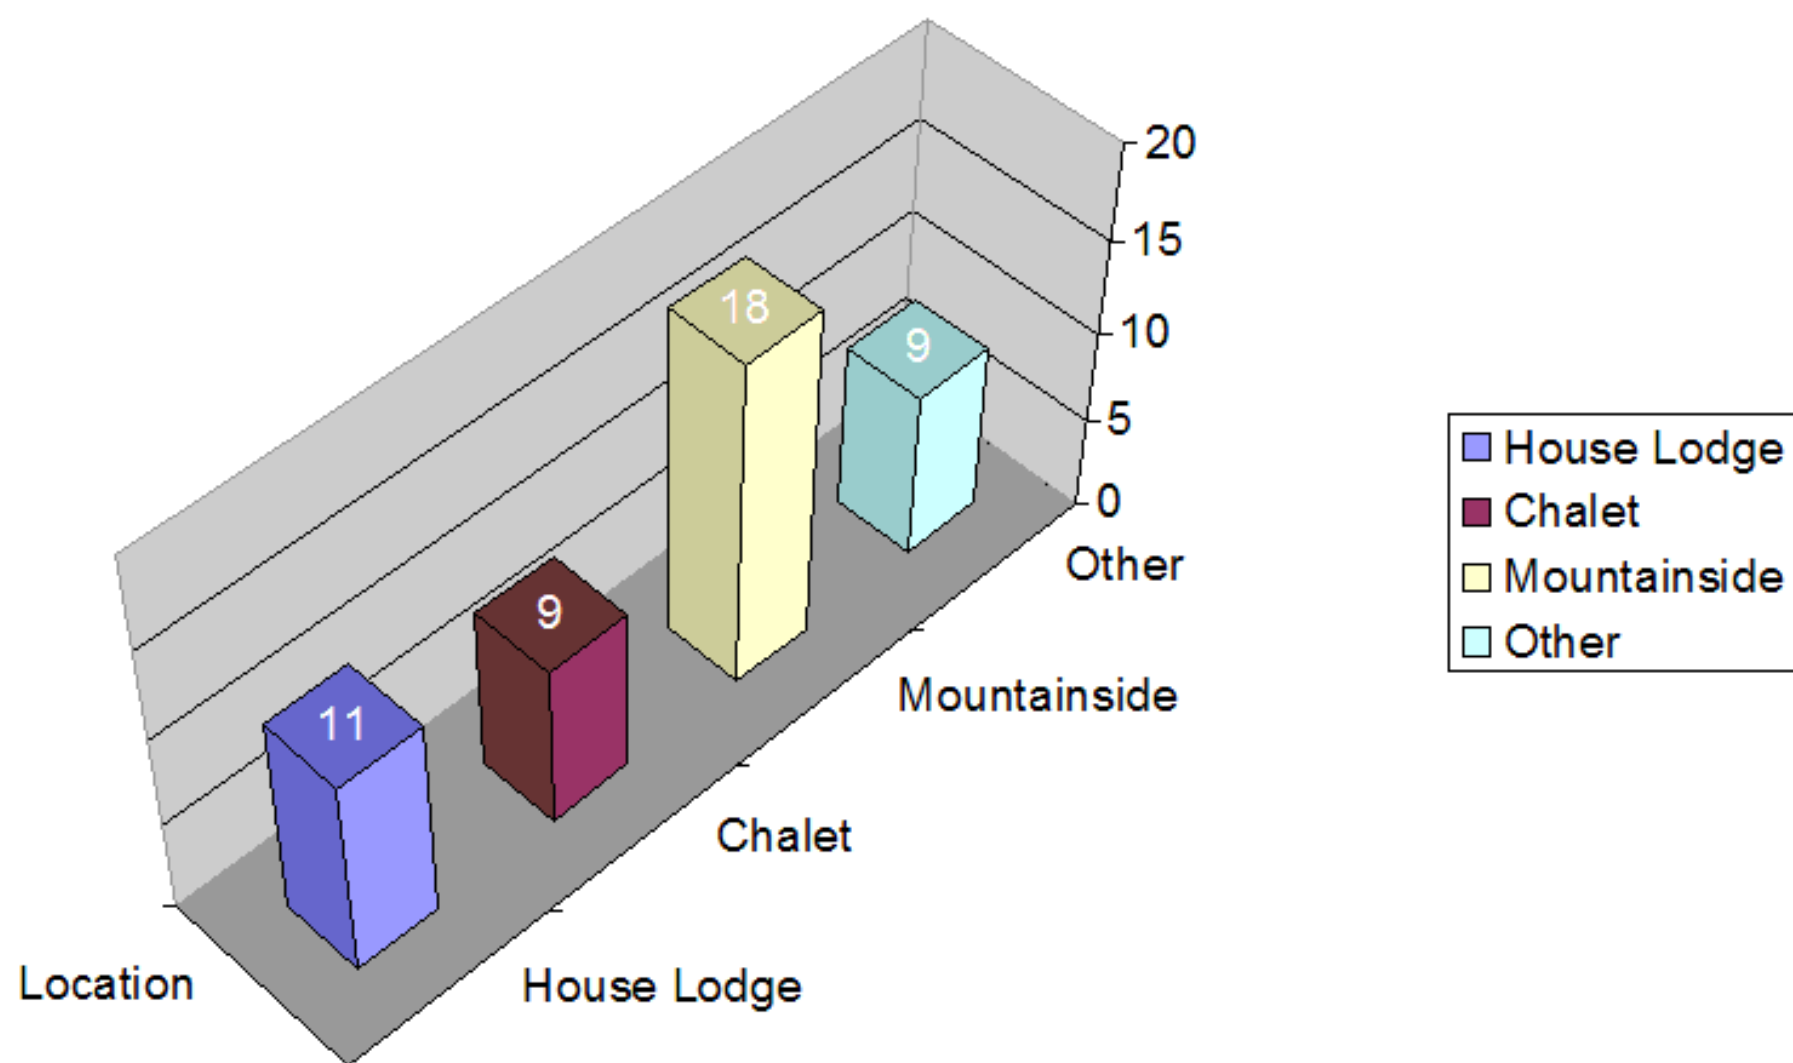 20
15
10
5
0
18
9
9
11
Other
Mountainside
Chalet
House Lodge
Location
House Lodge
Chalet
Mountainside
Other